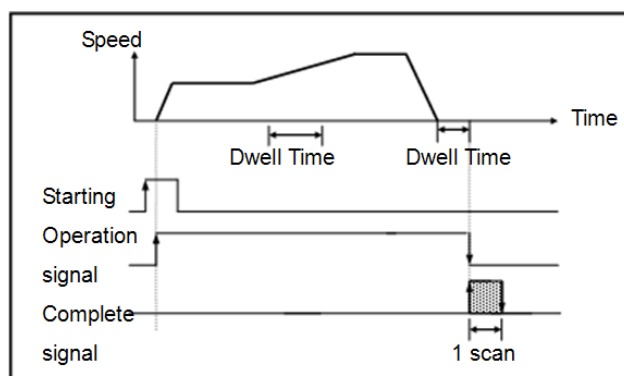 Speed
Time
Dwell Time
Dwell Time
Starting
Operation
signal
Complete
signal
1 scan